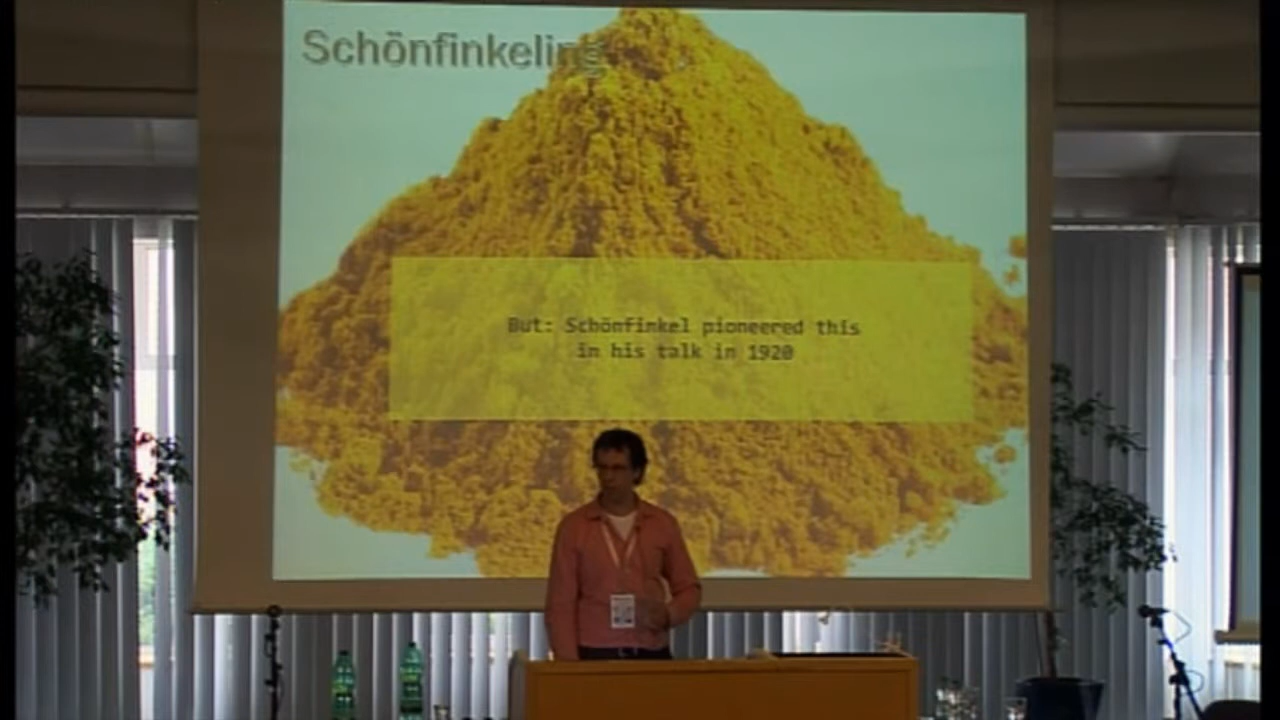 Schönfinkeling
But: Schönfinkel pioneered this
in his talk in 1920